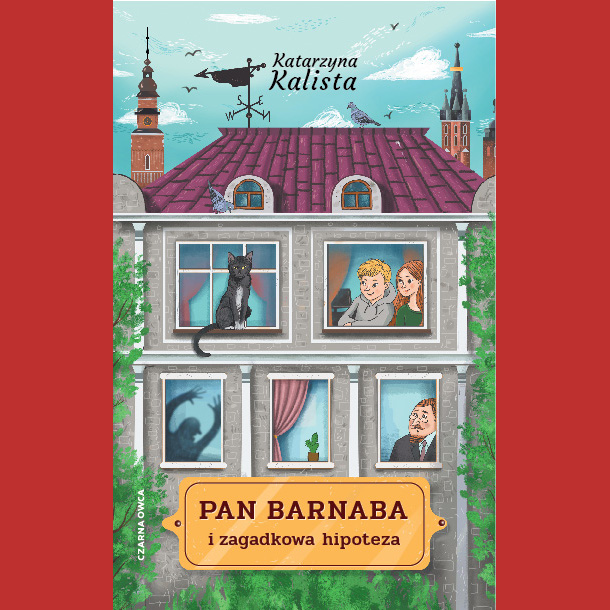 Katarzyna
Kalista
S E
W N
PAN BARNABA
i zagadkowa hipoteza
CZARNA OWCA